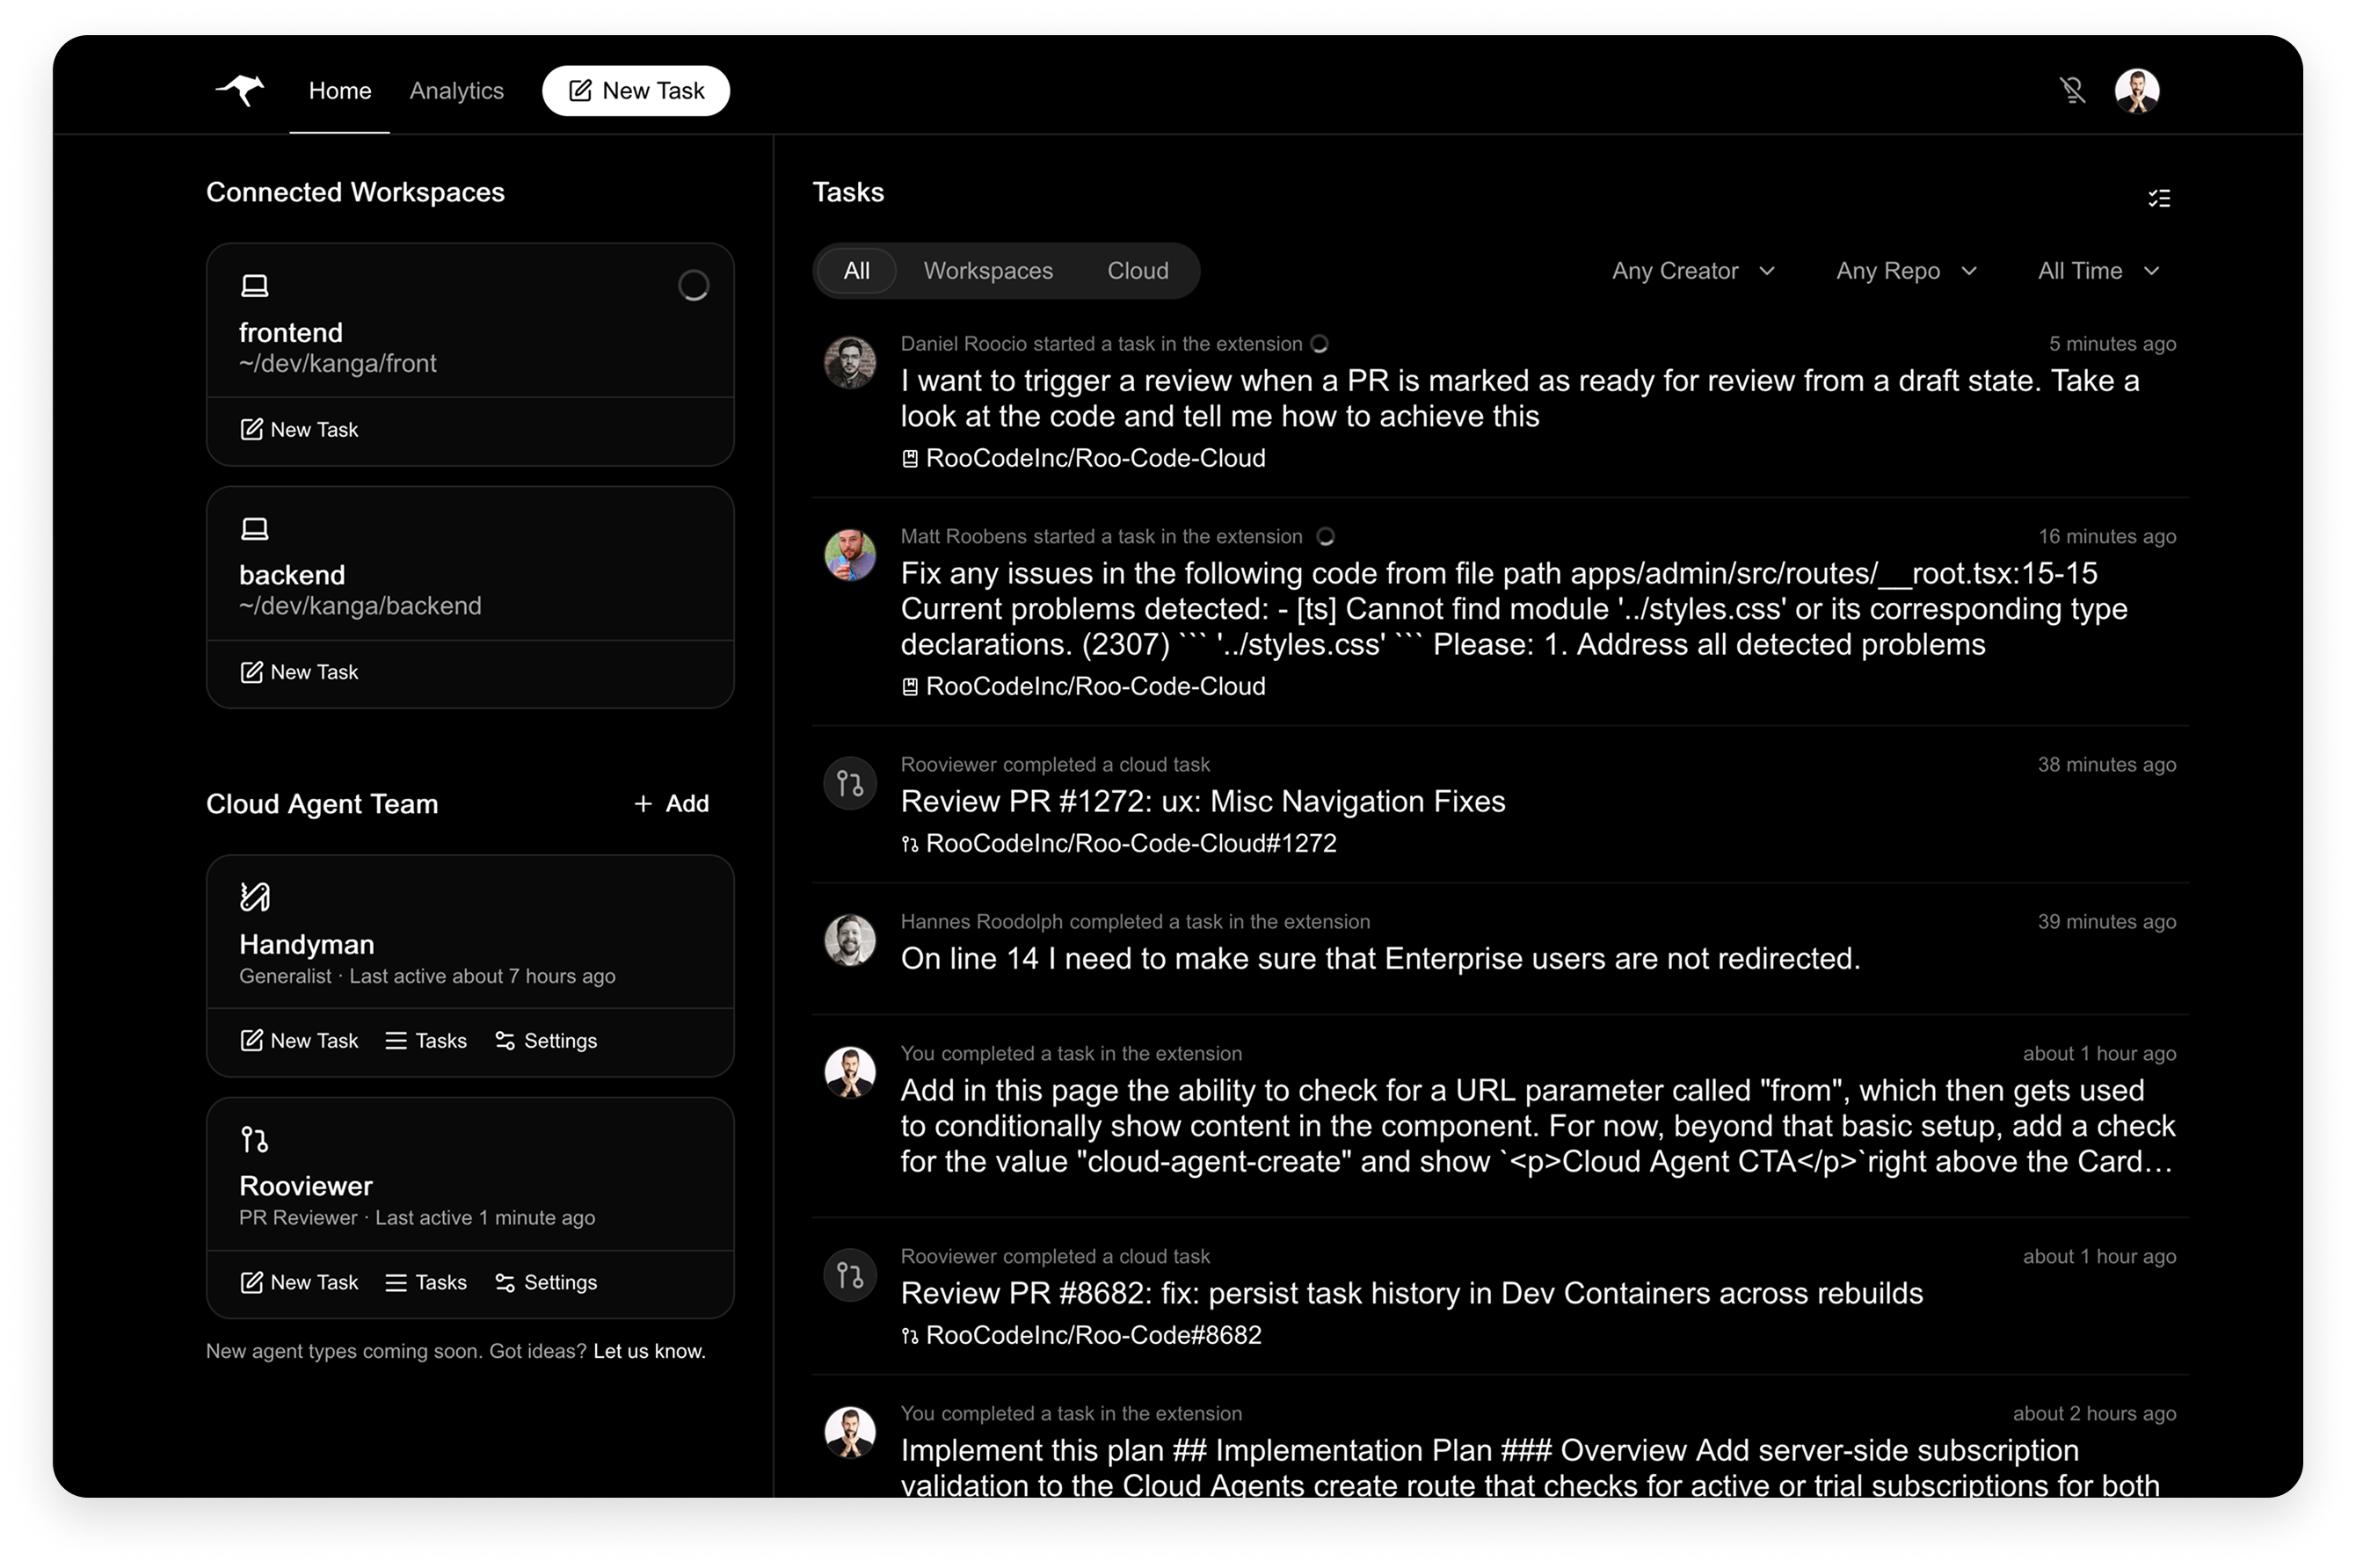 Home
Analytics
New Task
Connected Workspaces
frontend
~/dev/kanga/front
New Task
backend
~/dev/kanga/backend
New Task
Cloud Agent Team
+ Add
Handyman
Generalist · Last active about 7 hours ago
New Task
Tasks
Settings
Rooviewer
PR Reviewer · Last active 1 minute ago
New Task
Tasks
Settings
New agent types coming soon. Got ideas? Let us know.
Tasks
All
Workspaces
Cloud
Any Creator
Any Repo
All Time
Daniel Roocio started a task in the extension
5 minutes ago
I want to trigger a review when a PR is marked as ready for review from a draft state. Take a
look at the code and tell me how to achieve this
RooCodeInc/Roo-Code-Cloud
Matt Roobens started a task in the extension
16 minutes ago
Fix any issues in the following code from file path apps/admin/src/routes/__root.tsx:15-15
Current problems detected: - [ts] Cannot find module '../styles.css' or its corresponding type
declarations. (2307) ``` '../styles.css' ``` Please: 1. Address all detected problems
RooCodeInc/Roo-Code-Cloud
Rooviewer completed a cloud task
38 minutes ago
Review PR #1272: ux: Misc Navigation Fixes
RooCodeInc/Roo-Code-Cloud#1272
Hannes Roodolph completed a task in the extension
39 minutes ago
On line 14 I need to make sure that Enterprise users are not redirected.
You completed a task in the extension
about 1 hour ago
Add in this page the ability to check for a URL parameter called "from", which then gets used
to conditionally show content in the component. For now, beyond that basic setup, add a check
for the value "cloud-agent-create" and show `<p>Cloud Agent CTA</p>`right above the Card…
Rooviewer completed a cloud task
about 1 hour ago
Review PR #8682: fix: persist task history in Dev Containers across rebuilds
RooCodeInc/Roo-Code#8682
You completed a task in the extension
about 2 hours ago
Implement this plan ## Implementation Plan ### Overview Add server-side subscription
validation to the Cloud Agents create route that checks for active or trial subscriptions for both